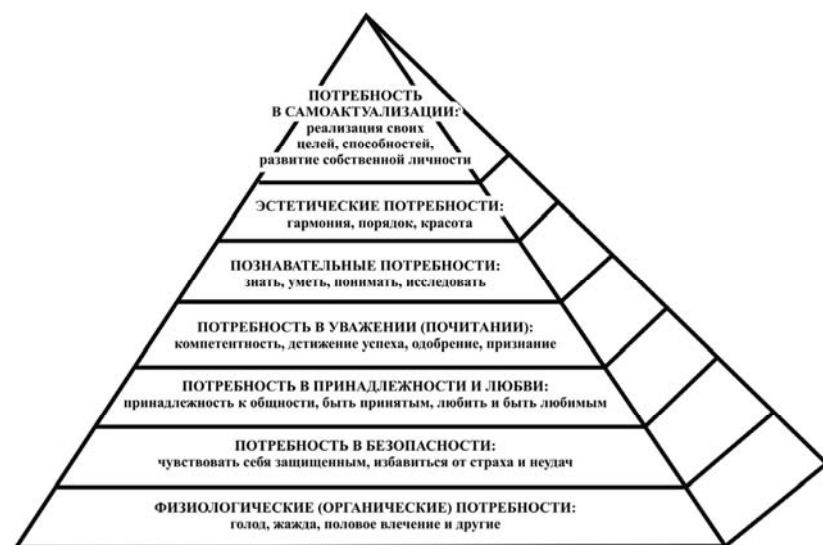 ПОТРЕБНОСТЬ
В САМОАКТУАЛИЗАЦИИ:
реализация своих
целей, способностей,
развитие собственной личности
ЭСТЕТИЧЕСКИЕ ПОТРЕБНОСТИ:
гармония, порядок, красота
ПОЗНАВАТЕЛЬНЫЕ ПОТРЕБНОСТИ:
знать, уметь, понимать, исследовать
ПОТРЕБНОСТЬ В УВАЖЕНИИ (ПОЧИТАНИИ):
компетентность, дстижение успеха, одобрение, признание
ПОТРЕБНОСТЬ В ПРИНАДЛЕЖНОСТИ И ЛЮБВИ:
принадлежность к общности, быть принятым, любить и быть любимым
ПОТРЕБНОСТЬ В БЕЗОПАСНОСТИ:
чувствовать себя защищенным, избавиться от страха и неудач
ФИЗИОЛОГИЧЕСКИЕ (ОРГАНИЧЕСКИЕ) ПОТРЕБНОСТИ:
голод, жажда, половое влечение и другие